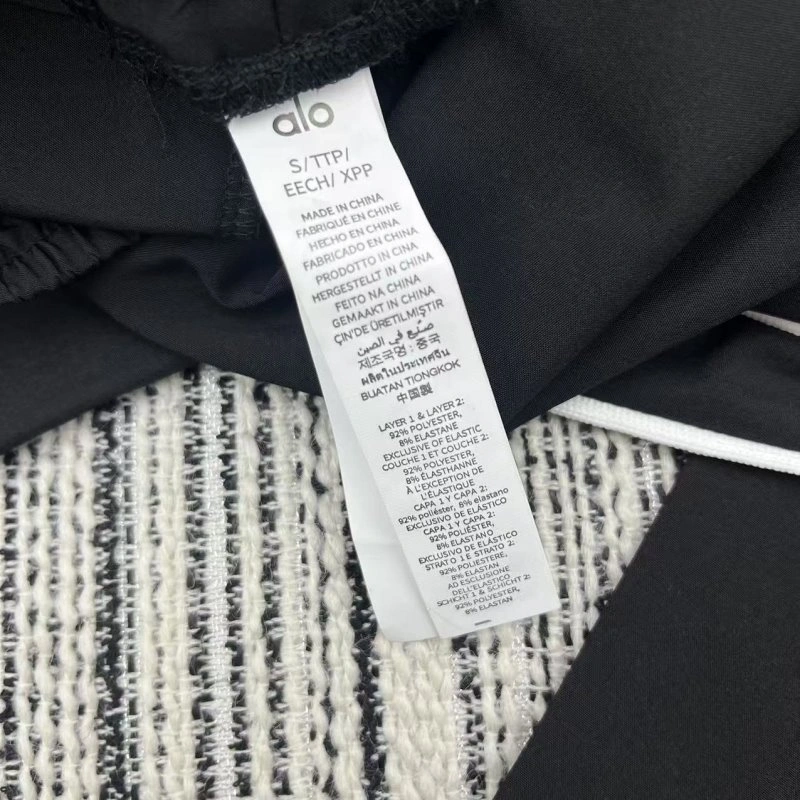 alo
S/TTP/
EECH/ XPP
MADE IN CHINA
FABRIQUÉ EN CHINE
HECHO EN CHINA
FABRICADO EN CHINA
PRODOTTO IN CINA
HERGESTELLT IN CHINA
FEITO NA CHINA
GEMAAKT IN CHINA
ÇIN'DE ÜRETILMIŞTIR
صنع في الصين
제조국명 : 중국
ผลิตในประเทศจีน
BUATAN TIONGKOK
中国製
LAYER 1 & LAYER 2:
92% POLYESTER,
8% ELASTANE
EXCLUSIVE OF ELASTIC
COUCHE 1 ET COUCHE 2:
92% POLYESTER,
8% ÉLASTHANNE
À L'EXCEPTION DE
L'ÉLASTIQUE
CAPA 1 Y CAPA 2:
92% poliéster, 8% elastano
EXCLUSIVO DE ELÁSTICO
CAPA 1 Y CAPA 2:
92% POLIÉSTER,
8% ELASTANO
EXCLUSIVO DE ELÁSTICO
STRATO 1 E STRATO 2:
92% POLIESTERE,
8% ELASTAN
AD ESCLUSIONE
DELL'ELASTICO
SCHICHT 1 & SCHICHT 2:
92% POLYESTER,
8% ELASTAN